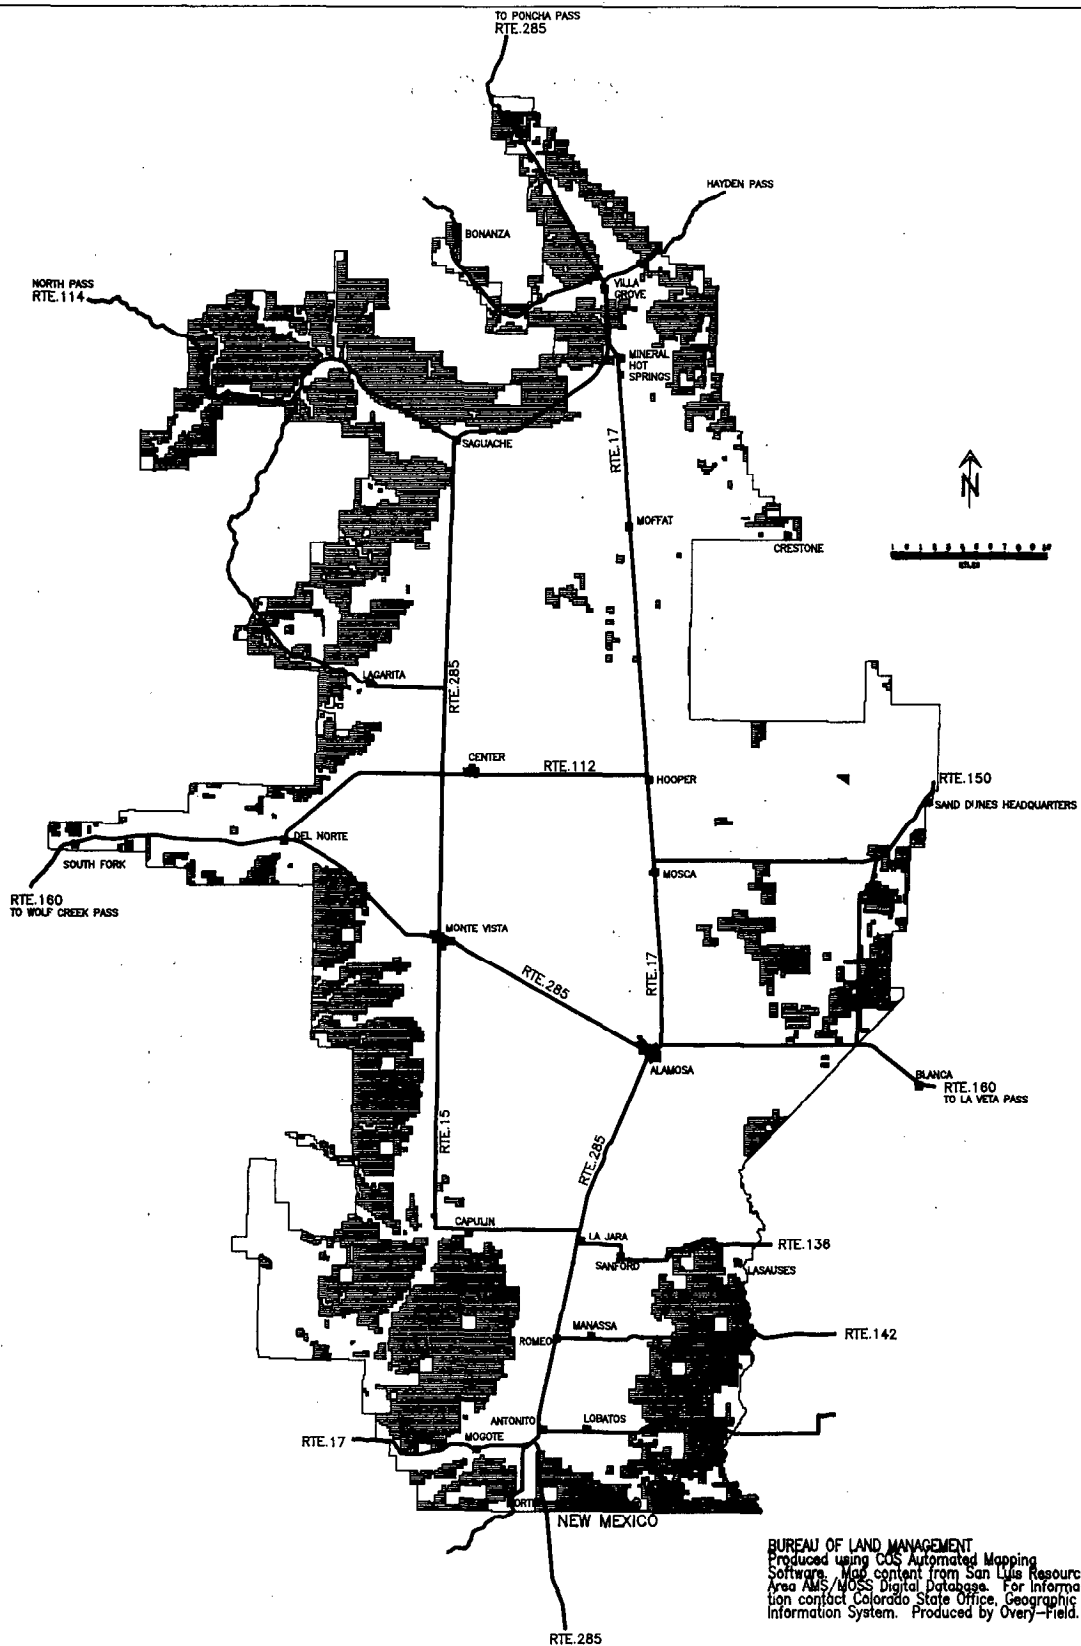 TO PONCHA PASS
RTE.285
HAYDEN PASS
BONANZA
NORTH PASS
RTE.114
VILLA
GROVE
MINERAL
HOT
SPRINGS
SAGUACHE
RTE.17
N
MOFFAT
CRESTONE
MILES
LAGARITA
RTE.285
CENTER
RTE.112
HOOPER
RTE.150
SAND DUNES HEADQUARTERS
DEL NORTE
SOUTH FORK
MOSCA
RTE.160
TO WOLF CREEK PASS
MONTE VISTA
RTE.285
RTE.17
ALAMOSA
BLANCA
RTE.160
TO LA VETA PASS
RTE.15
RTE.285
CAPULIN
LA JARA
RTE.136
SANFORD
LASAUSES
MANASSA
ROMEO
RTE.142
ANTONITO
LOBATOS
RTE.17
MOGOTE
NEW MEXICO
BUREAU OF LAND MANAGEMENT
Produced using COS Automated Mapping
Software. Map content from San Luis Resourc
Area AMS/MOSS Digital Database. For Informa
tion contact Colorado State Office, Geographic
Information System. Produced by Overy-Field.
RTE.285